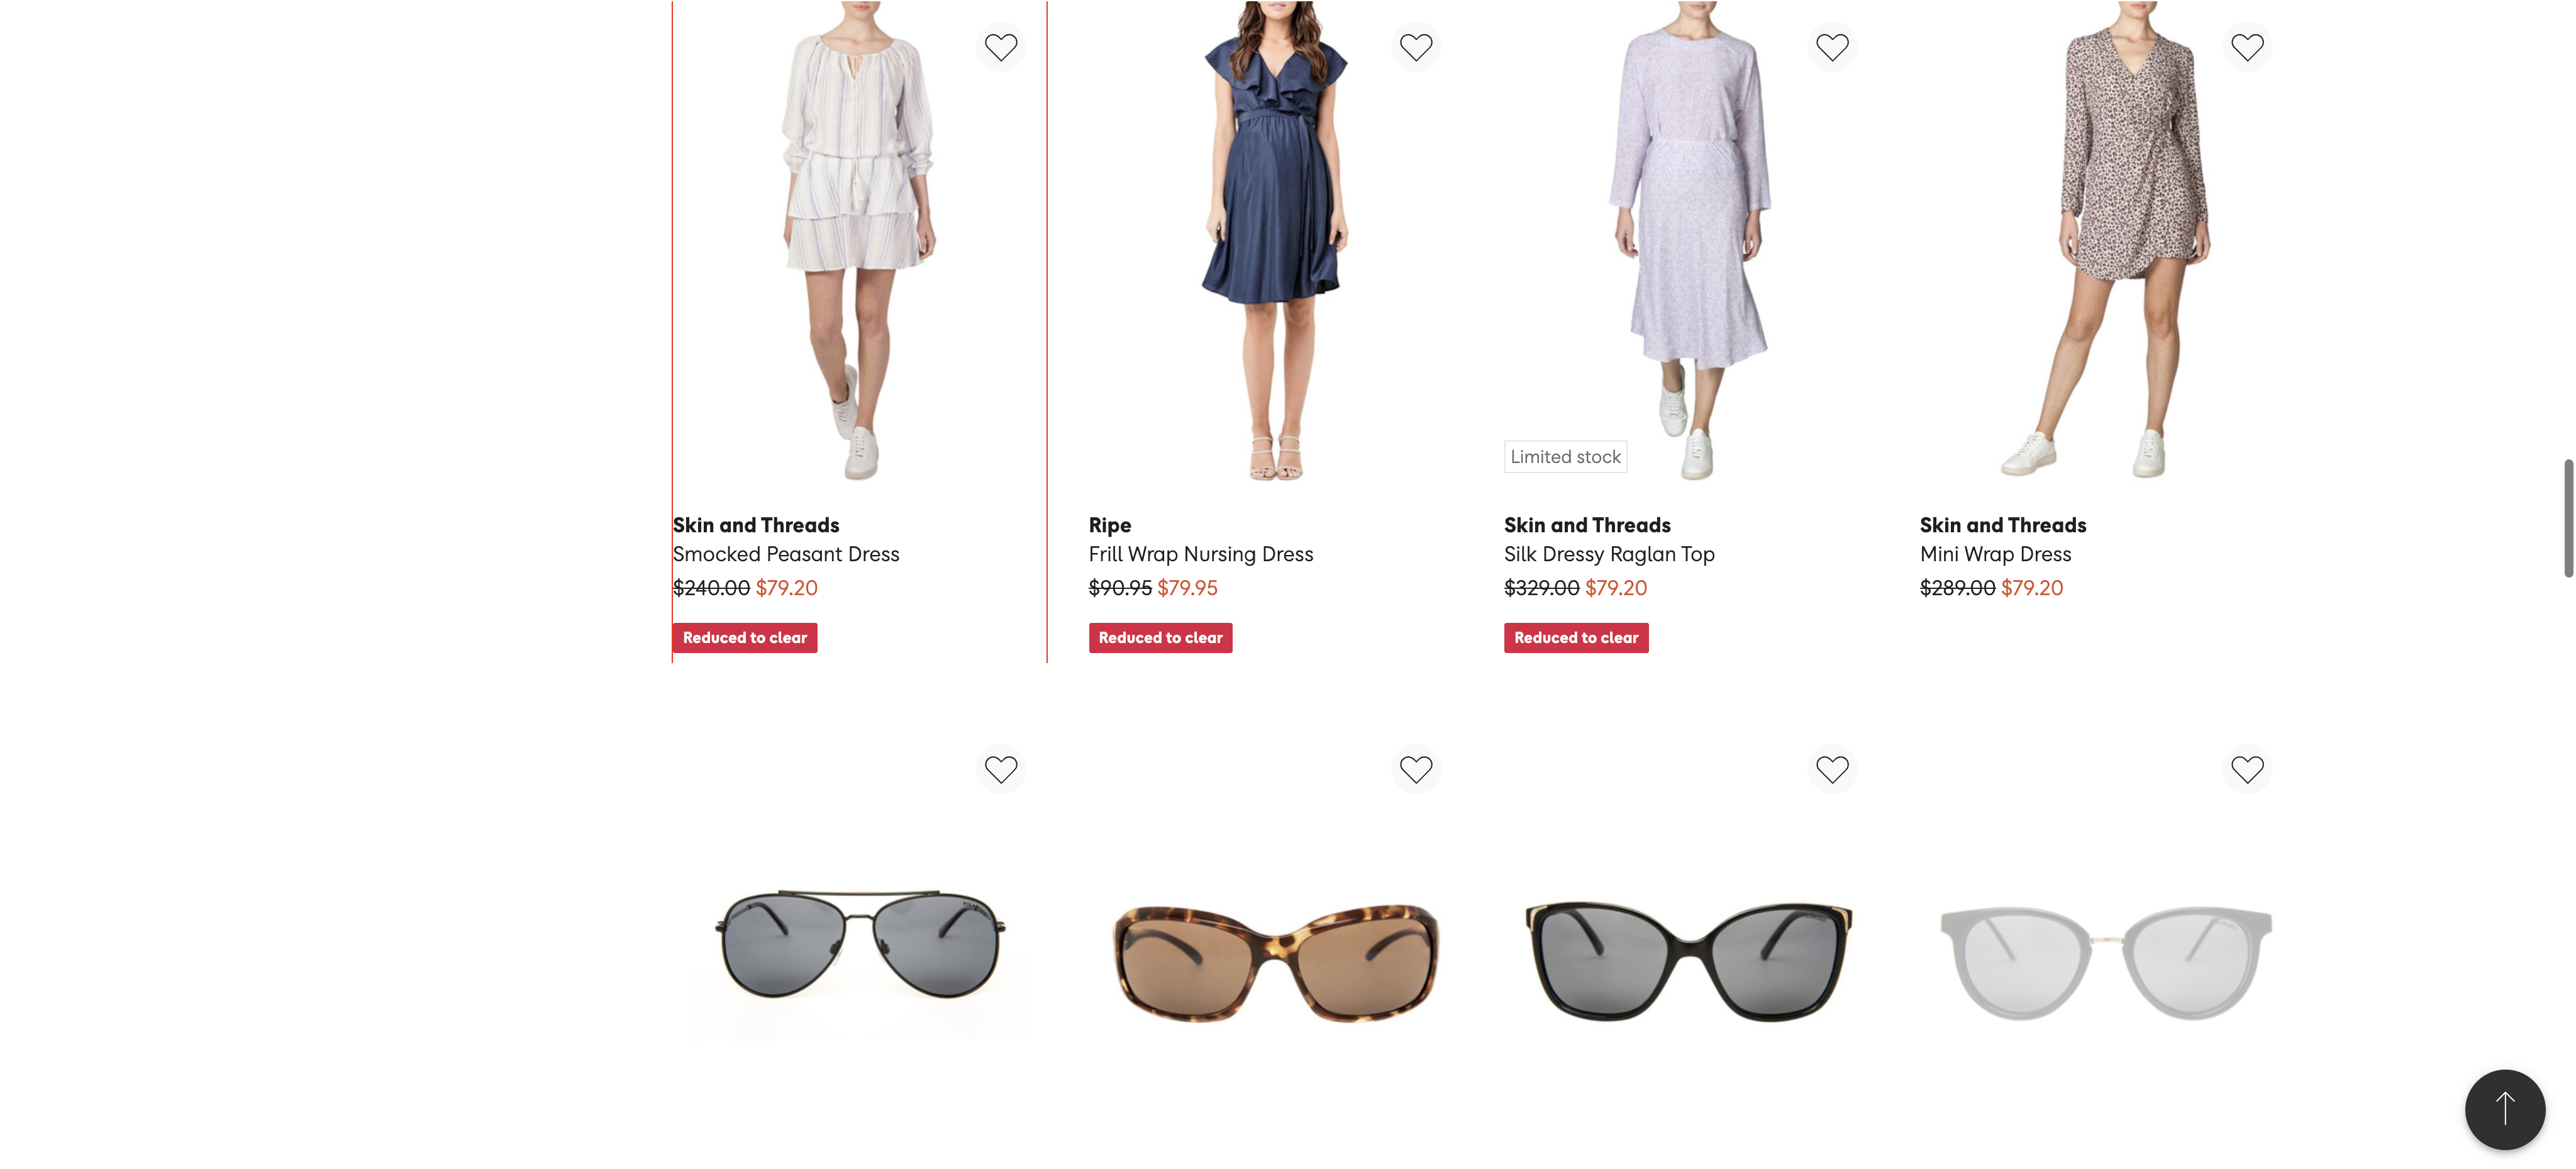 Limited stock
Skin and Threads
Smocked Peasant Dress
$240.00 $79.20
Reduced to clear
Ripe
Frill Wrap Nursing Dress
$90.95 $79.95
Reduced to clear
Skin and Threads
Silk Dressy Raglan Top
$329.00 $79.20
Reduced to clear
Skin and Threads
Mini Wrap Dress
$289.00 $79.20